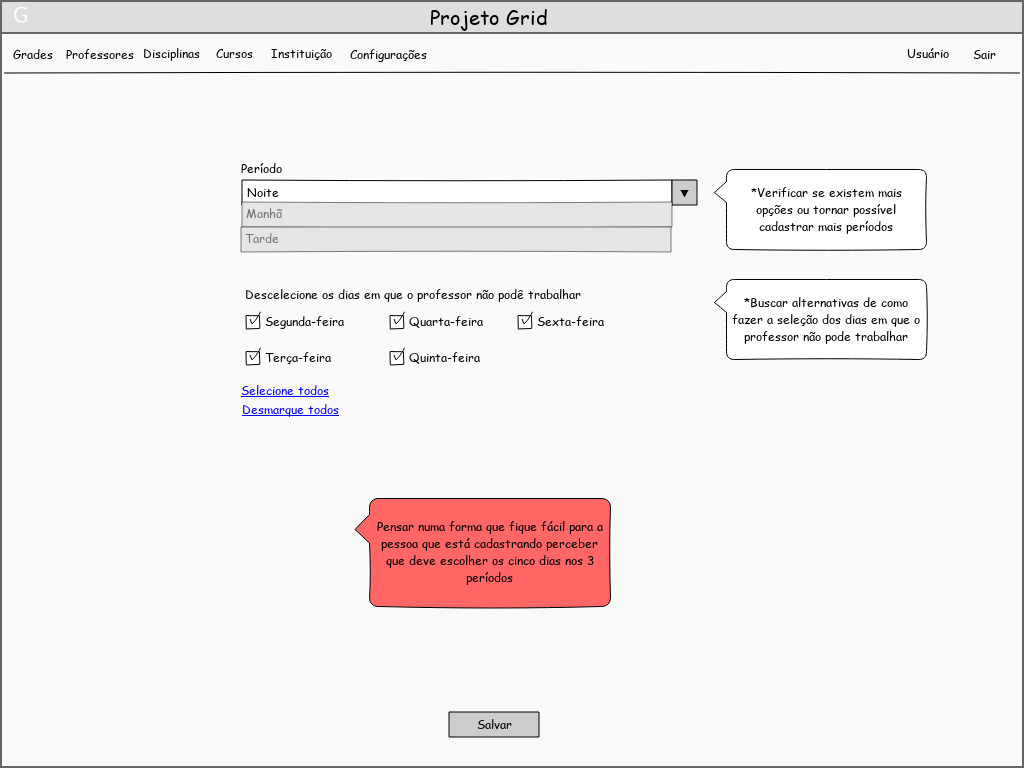 G
Projeto Grid
Grades Professores Disciplinas Cursos Instituição Configurações Usuário Sair
Período
Noite
Manhã
Tarde
*Verificar se existem mais
opções ou tornar possível
cadastrar mais períodos
Descelecione os dias em que o professor não podê trabalhar
Segunda-feira Quarta-feira Sexta-feira
Terça-feira Quinta-feira
*Buscar alternativas de como
fazer a seleção dos dias em que o
professor não pode trabalhar
Selecione todos
Desmarque todos
Pensar numa forma que fique fácil para a
pessoa que está cadastrando perceber
que deve escolher os cinco dias nos 3
períodos
Salvar